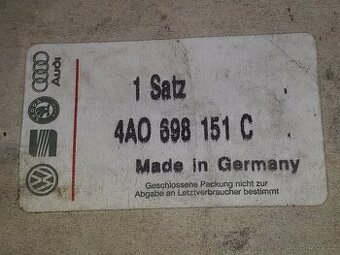 Audi
1 Satz
4A0 698 151 C
Made in Germany
Geschlossene Packung nicht zur
Abgabe an Letztverbraucher bestimmt